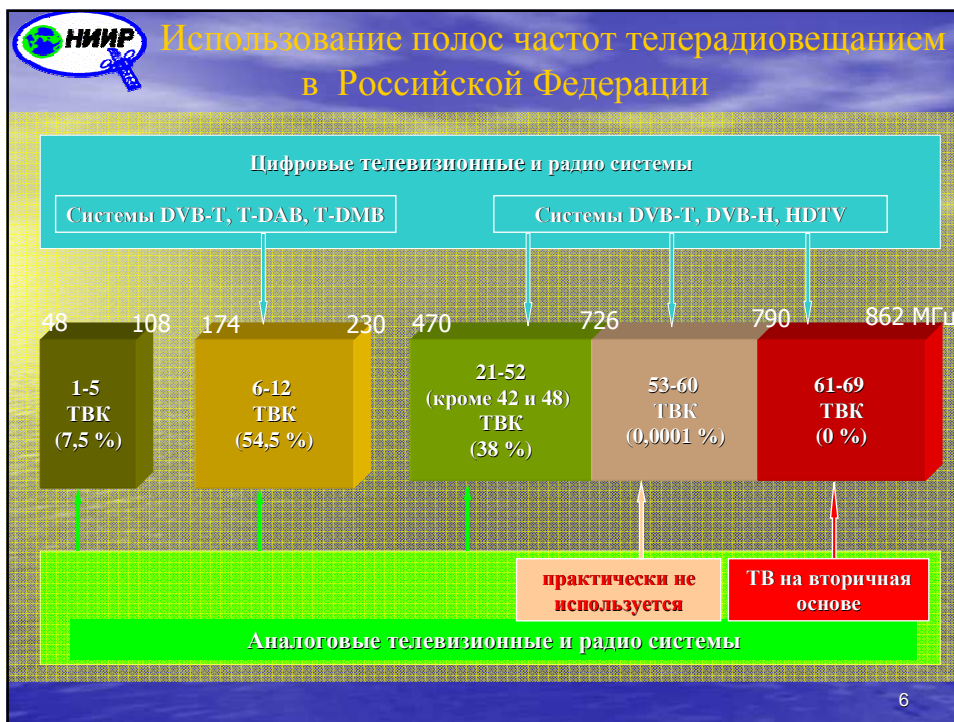 НИИР
Использование полос частот телерадиовещанием
в Российской Федерации
Цифровые телевизионные и радио системы
Системы DVB-T, T-DAB, T-DMB
Системы DVB-T, DVB-H, HDTV
48
108
174
230
470
726
790
862 МГц
1-5
ТВК
(7,5 %)
6-12
ТВК
(54,5 %)
21-52
(кроме 42 и 48)
ТВК
(38 %)
53-60
ТВК
(0,0001 %)
61-69
ТВК
(0 %)
практически не
используется
ТВ на вторичная
основе
Аналоговые телевизионные и радио системы
6